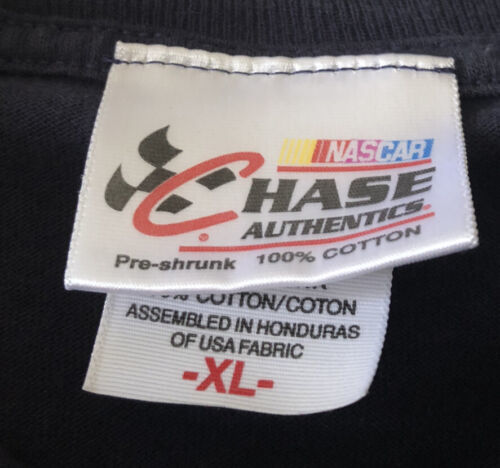 NASCAR
CHASE
AUTHENTICS
Pre-shrunk 100% COTTON
COTTON/COTON
ASSEMBLED IN HONDURAS
OF USA FABRIC
-XL-